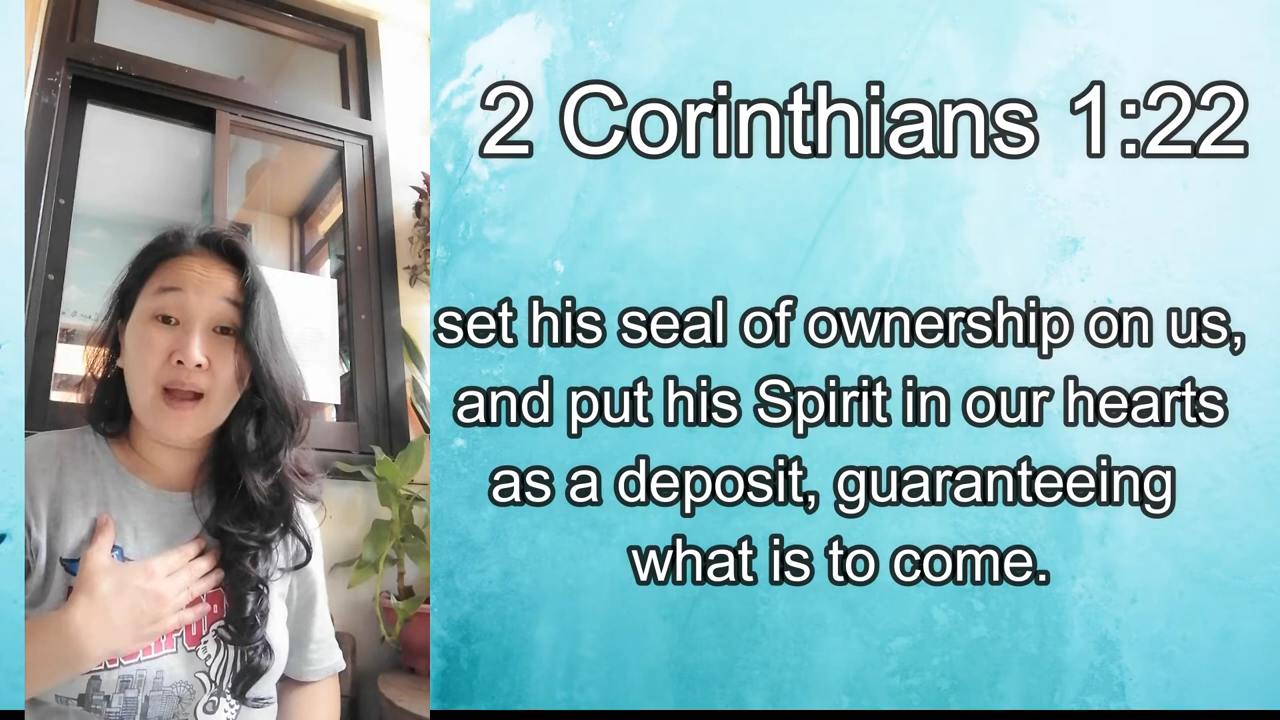 2 Corinthians 1:22
set his seal of ownership on us,
and put his Spirit in our hearts
as a deposit, guaranteeing
what is to come.